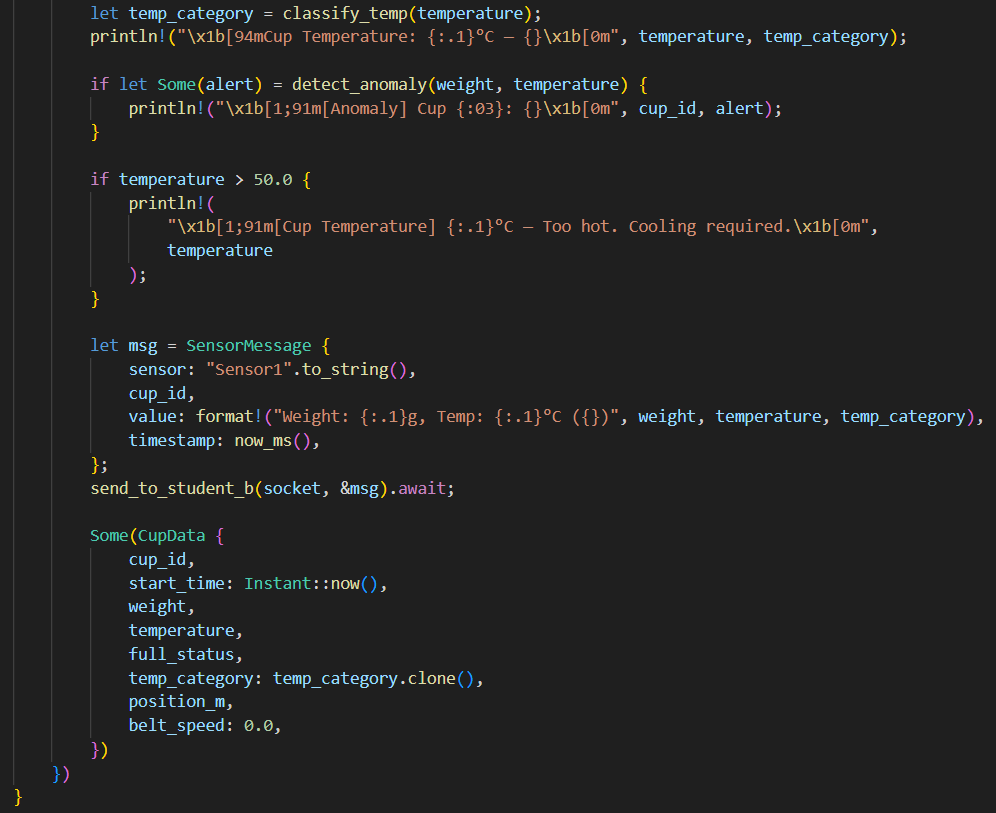 let temp_category = classify_temp(temperature);
println!("\x1b[94mCup Temperature: {:.1}°C — {}\x1b[0m", temperature, temp_category);
if let Some(alert) = detect_anomaly(weight, temperature) {
println!("\x1b[1;91m[Anomaly] Cup {:03}: {}\x1b[0m", cup_id, alert);
}
if temperature > 50.0 {
println!(
"\x1b[1;91m[Cup Temperature] {:.1}°C — Too hot. Cooling required.\x1b[0m",
temperature
);
}
let msg = SensorMessage {
sensor: "Sensor1".to_string(),
cup_id,
value: format!("Weight: {:.1}g, Temp: {:.1}°C ({})", weight, temperature, temp_category),
timestamp: now_ms(),
};
send_to_student_b(socket, &msg).await;
Some(CupData {
cup_id,
start_time: Instant::now(),
weight,
temperature,
full_status,
temp_category: temp_category.clone(),
position_m,
belt_speed: 0.0,
})
})
}